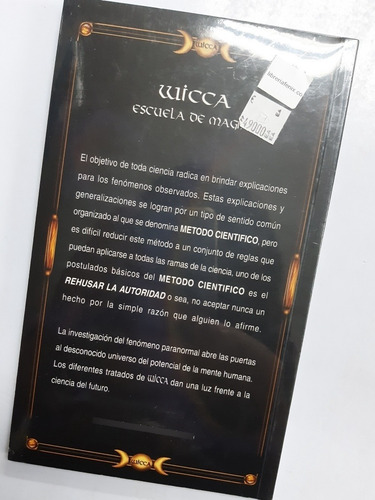 WICCA
WICCA
ESCUELA DE MAG
49000
El objetivo de toda ciencia radica en brindar explicaciones
para los fenómenos observados. Estas explicaciones y
generalizaciones se logran por un tipo de sentido común
organizado al que se denomina METODO CIENTIFICO, pero
es difícil reducir este método a un conjunto de reglas que
puedan aplicarse a todas las ramas de la ciencia, uno de los
postulados básicos del METODO CIENTIFICO es el
REHUSAR LA AUTORIDAD o sea, no aceptar nunca un
hecho por la simple razón que alguien lo afirme.
La investigación del fenómeno paranormal abre las puertas
al desconocido universo del potencial de la mente humana.
Los diferentes tratados de WICCA dan una luz frente a la
ciencia del futuro.
WICCA